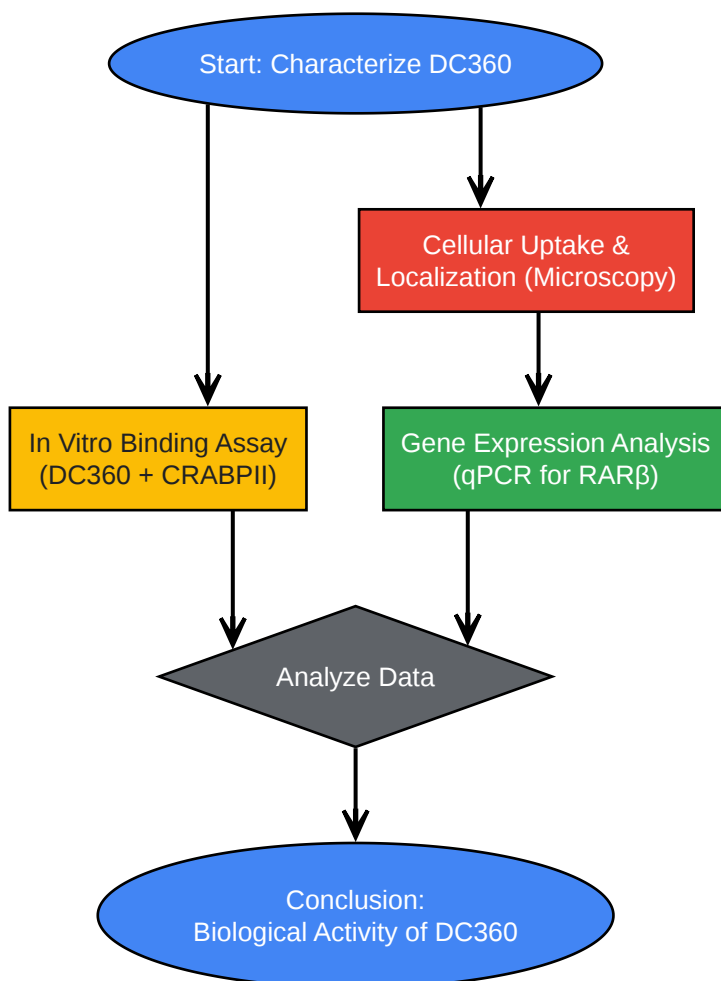 Start: Characterize DC360
Cellular Uptake &
Localization (Microscopy)
In Vitro Binding Assay
(DC360 + CRABPII)
Gene Expression Analysis
(qPCR for RARβ)
Analyze Data
Conclusion:
Biological Activity of DC360